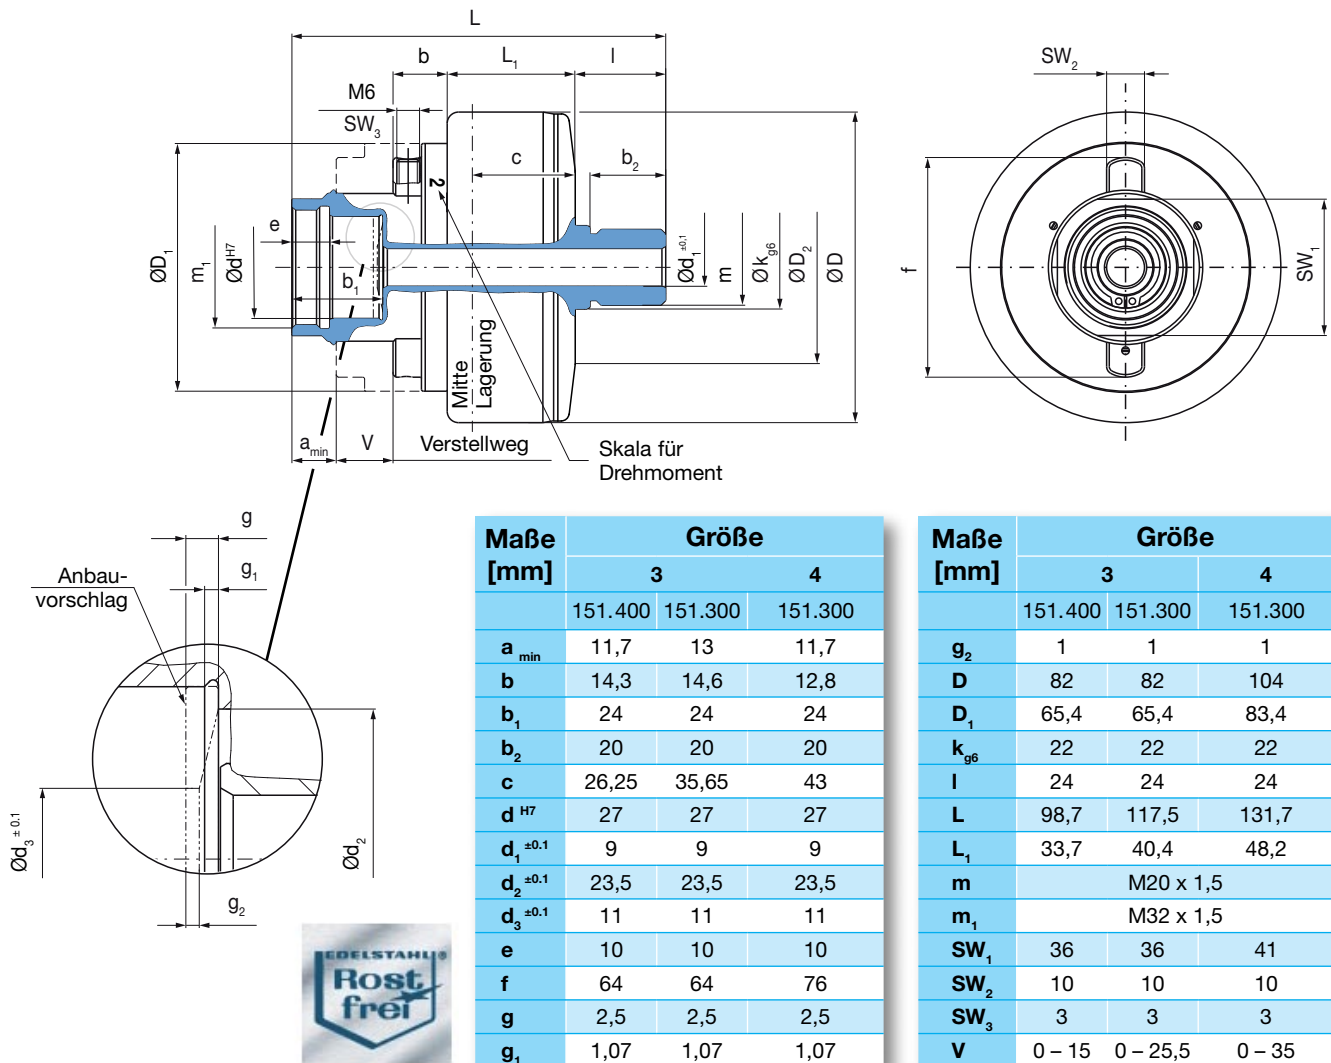 L
b L₁ l
M6
SW₃
c b₂
2
e
ØD₁
m₁
Ød H7
b₁
Ød₁ ±0,1
m
Øk g6
ØD₂
ØD
Mitte
Lagerung
a min V Verstellweg
Skala für
Drehmoment
SW₂
f
SW₁
g
g₁
Anbau-
vorschlag
Ød₃ ± 0.1
Ød₂
g₂
EDELSTAHL®
Rost
frei
Maße [mm] Größe
3 4
151.400 151.300 151.300
a min 11,7 13 11,7
b 14,3 14,6 12,8
b₁ 24 24 24
b₂ 20 20 20
c 26,25 35,65 43
d H7 27 27 27
d₁ ±0.1 9 9 9
d₂ ±0.1 23,5 23,5 23,5
d₃ ±0.1 11 11 11
e 10 10 10
f 64 64 76
g 2,5 2,5 2,5
g₁ 1,07 1,07 1,07
Maße [mm] Größe
3 4
151.400 151.300 151.300
g₂ 1 1 1
D 82 82 104
D₁ 65,4 65,4 83,4
k g6 22 22 22
l 24 24 24
L 98,7 117,5 131,7
L₁ 33,7 40,4 48,2
m M20 x 1,5
m₁ M32 x 1,5
SW₁ 36 36 41
SW₂ 10 10 10
SW₃ 3 3 3
V 0 – 15 0 – 25,5 0 – 35